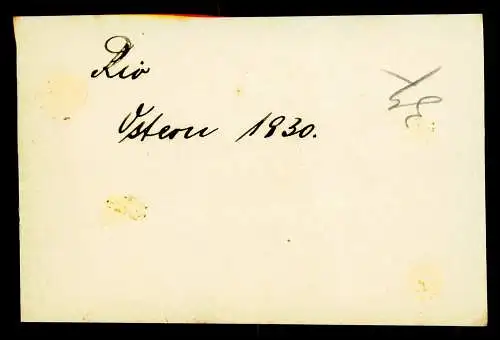 Rio
Ostern 1930.